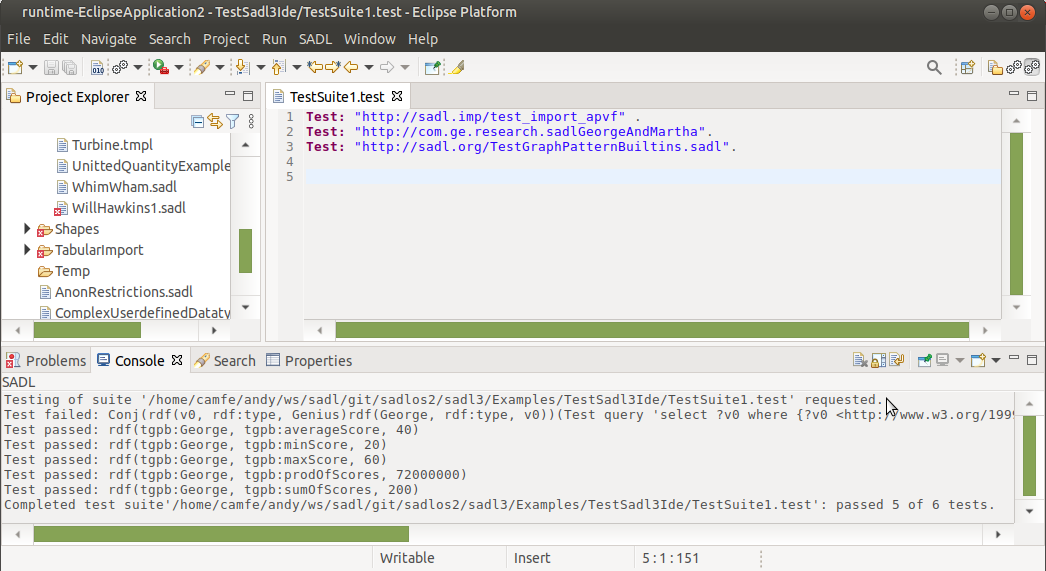 runtime-EclipseApplication2 - TestSadl3Ide/TestSuite1.test - Eclipse Platform
File Edit Navigate Search Project Run SADL Window Help
Project Explorer
TestSuite1.test
Turbine.tmpl
UnittedQuantityExample
WhimWham.sadl
WillHawkins1.sadl
Shapes
TabularImport
Temp
AnonRestrictions.sadl
ComplexUserdefinedDataty
1 Test: "http://sadl.imp/test_import_apvf" .
2 Test: "http://com.ge.research.sadlGeorgeAndMartha".
3 Test: "http://sadl.org/TestGraphPatternBuiltins.sadl".
4
5
Problems Console Search Properties
SADL
Testing of suite '/home/camfe/andy/ws/sadl/git/sadlos2/sadl3/Examples/TestSadl3Ide/TestSuite1.test' requested.
Test failed: Conj(rdf(v0, rdf:type, Genius)rdf(George, rdf:type, v0))(Test query 'select ?v0 where {?v0 <http://www.w3.org/1999
Test passed: rdf(tgpb:George, tgpb:averageScore, 40)
Test passed: rdf(tgpb:George, tgpb:minScore, 20)
Test passed: rdf(tgpb:George, tgpb:maxScore, 60)
Test passed: rdf(tgpb:George, tgpb:prodOfScores, 72000000)
Test passed: rdf(tgpb:George, tgpb:sumOfScores, 200)
Completed test suite'/home/camfe/andy/ws/sadl/git/sadlos2/sadl3/Examples/TestSadl3Ide/TestSuite1.test': passed 5 of 6 tests.
Writable Insert 5:1:151